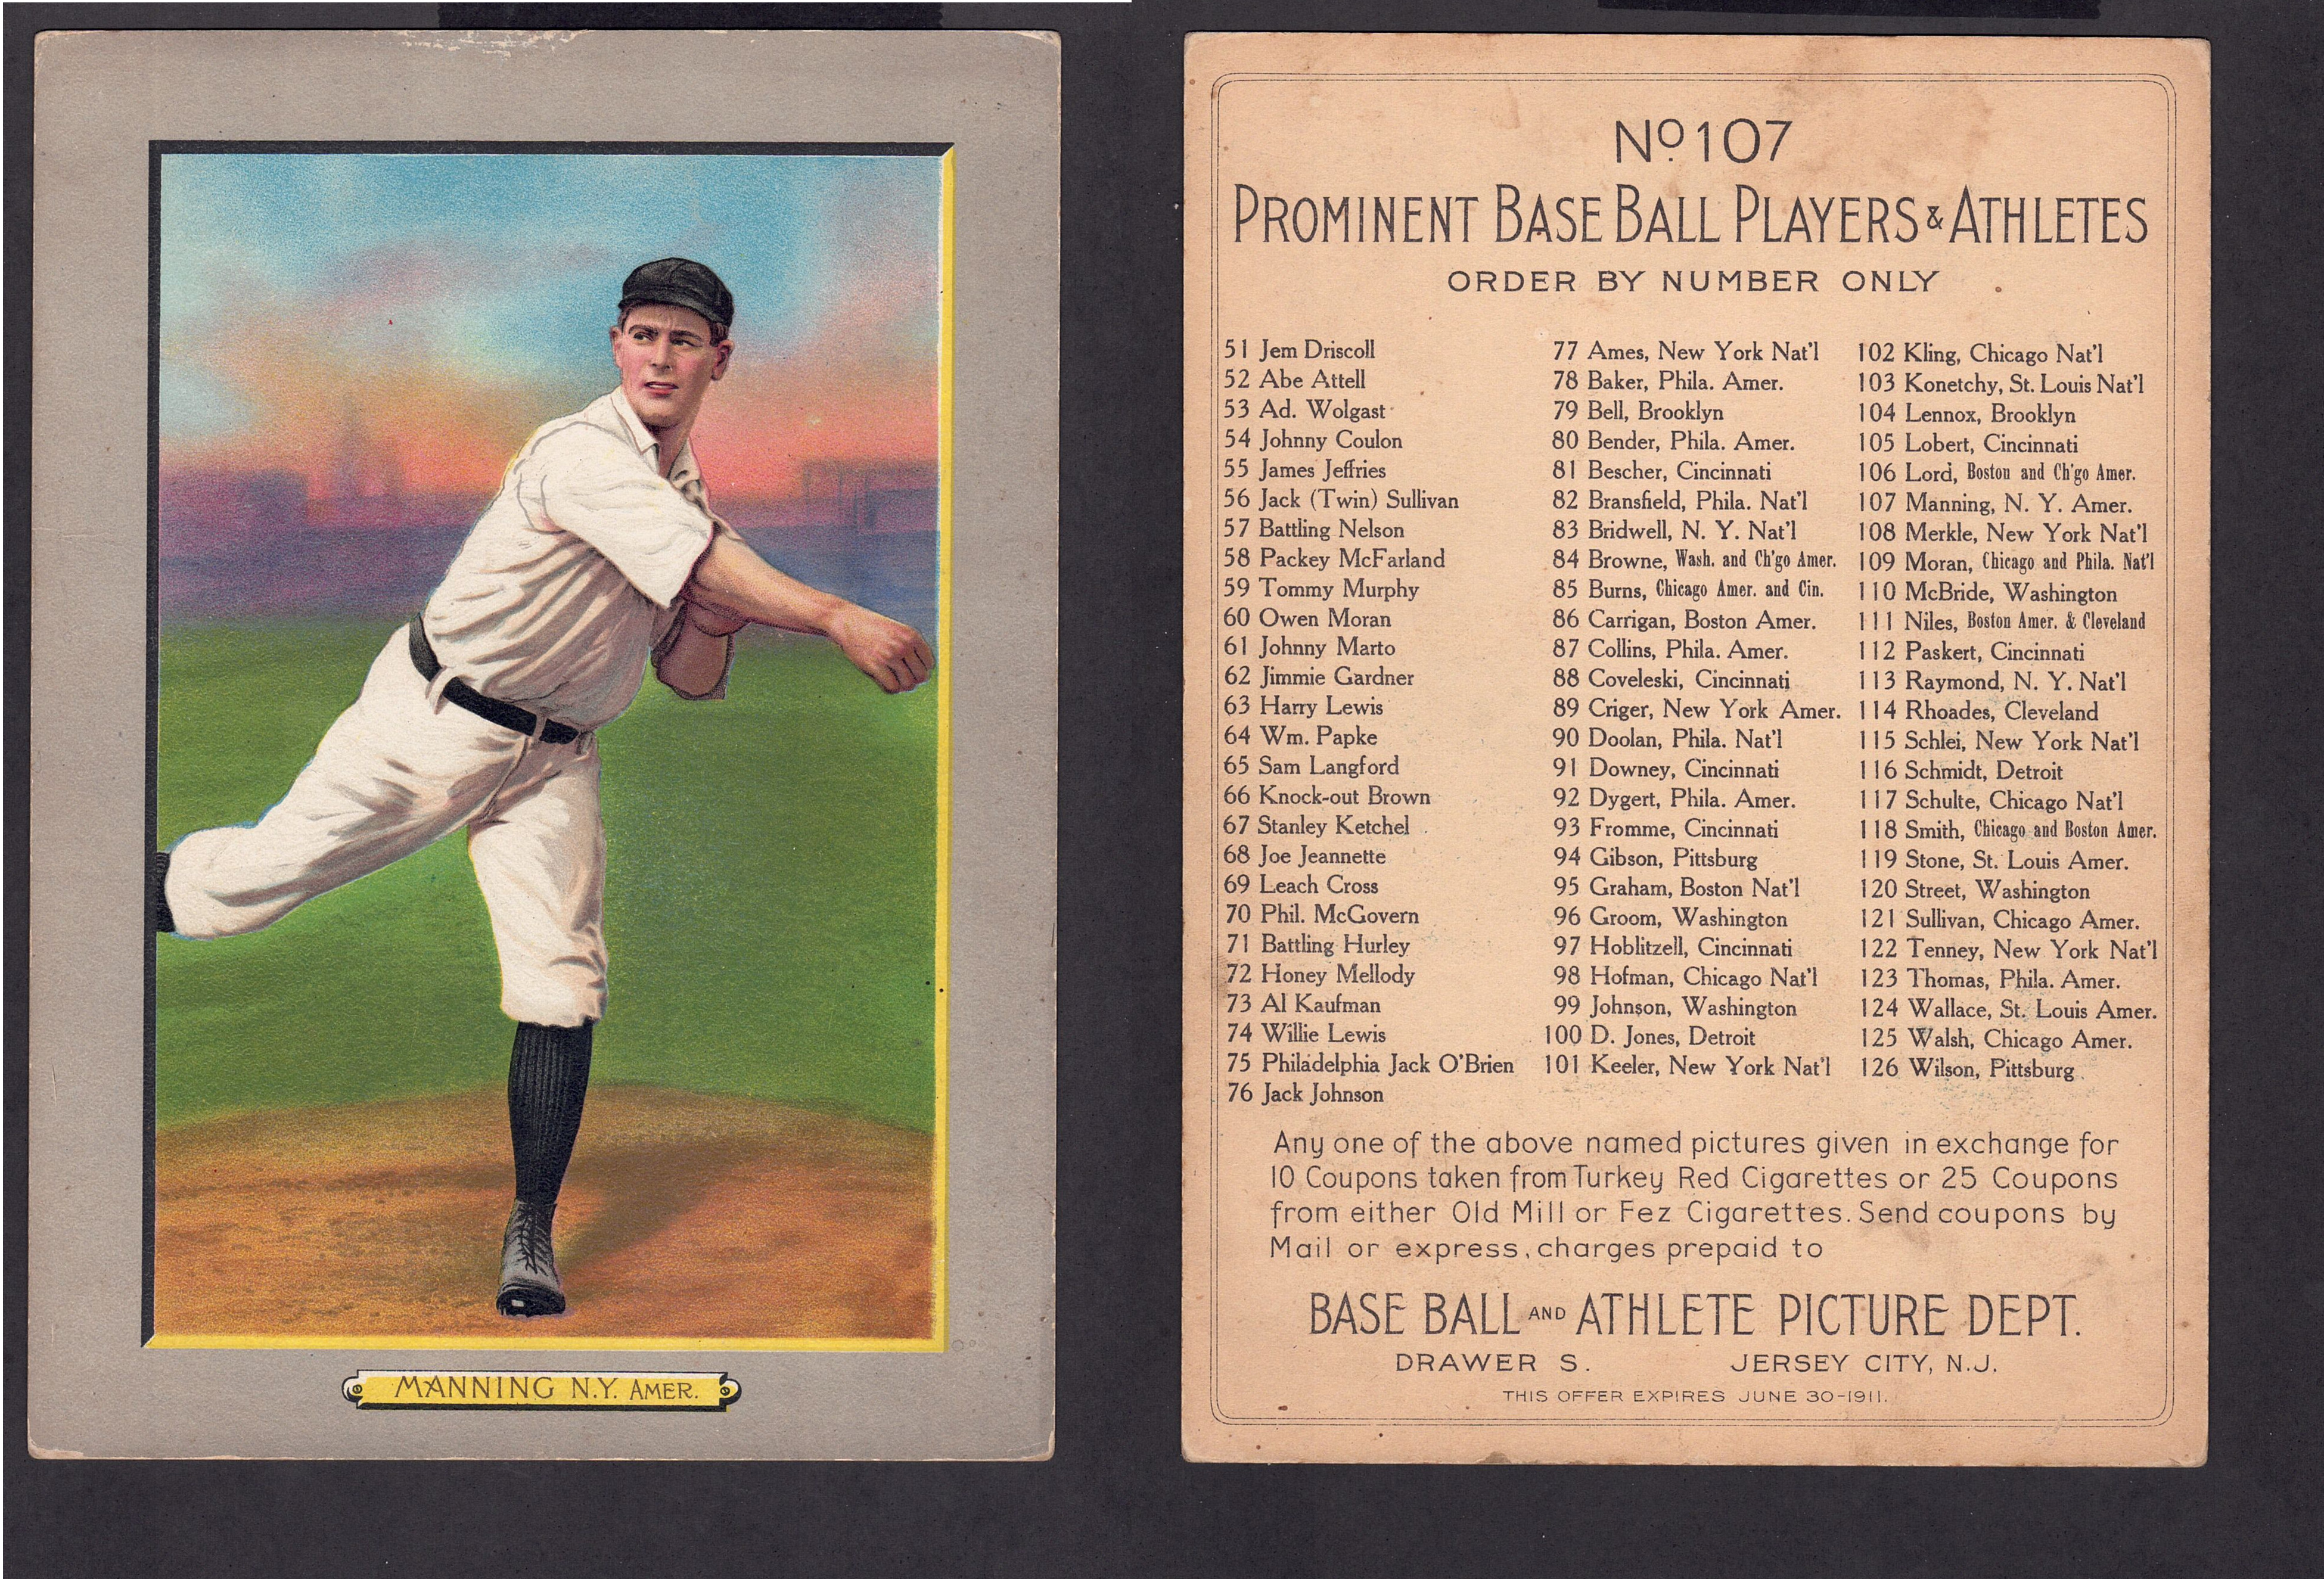 MANNING N.Y. AMER.
Nº 107
PROMINENT BASE BALL PLAYERS & ATHLETES
ORDER BY NUMBER ONLY
51 Jem Driscoll
52 Abe Attell
53 Ad. Wolgast
54 Johnny Coulon
55 James Jeffries
56 Jack (Twin) Sullivan
57 Battling Nelson
58 Packey McFarland
59 Tommy Murphy
60 Owen Moran
61 Johnny Marto
62 Jimmie Gardner
63 Harry Lewis
64 Wm. Papke
65 Sam Langford
66 Knock-out Brown
67 Stanley Ketchel
68 Joe Jeannette
69 Leach Cross
70 Phil. McGovern
71 Battling Hurley
72 Honey Mellody
73 Al Kaufman
74 Willie Lewis
75 Philadelphia Jack O'Brien
76 Jack Johnson
77 Ames, New York Nat'l
78 Baker, Phila. Amer.
79 Bell, Brooklyn
80 Bender, Phila. Amer.
81 Bescher, Cincinnati
82 Bransfield, Phila. Nat'l
83 Bridwell, N. Y. Nat'l
84 Browne, Wash. and Ch'go Amer.
85 Burns, Chicago Amer. and Cin.
86 Carrigan, Boston Amer.
87 Collins, Phila. Amer.
88 Coveleski, Cincinnati
89 Criger, New York Amer.
90 Doolan, Phila. Nat'l
91 Downey, Cincinnati
92 Dygert, Phila. Amer.
93 Fromme, Cincinnati
94 Gibson, Pittsburg
95 Graham, Boston Nat'l
96 Groom, Washington
97 Hoblitzell, Cincinnati
98 Hofman, Chicago Nat'l
99 Johnson, Washington
100 D. Jones, Detroit
101 Keeler, New York Nat'l
102 Kling, Chicago Nat'l
103 Konetchy, St. Louis Nat'l
104 Lennox, Brooklyn
105 Lobert, Cincinnati
106 Lord, Boston and Ch'go Amer.
107 Manning, N. Y. Amer.
108 Merkle, New York Nat'l
109 Moran, Chicago and Phila. Nat'l
110 McBride, Washington
111 Niles, Boston Amer. & Cleveland
112 Paskert, Cincinnati
113 Raymond, N. Y. Nat'l
114 Rhoades, Cleveland
115 Schlei, New York Nat'l
116 Schmidt, Detroit
117 Schulte, Chicago Nat'l
118 Smith, Chicago and Boston Amer.
119 Stone, St. Louis Amer.
120 Street, Washington
121 Sullivan, Chicago Amer.
122 Tenney, New York Nat'l
123 Thomas, Phila. Amer.
124 Wallace, St. Louis Amer.
125 Walsh, Chicago Amer.
126 Wilson, Pittsburg
Any one of the above named pictures given in exchange for
10 Coupons taken from Turkey Red Cigarettes or 25 Coupons
from either Old Mill or Fez Cigarettes. Send coupons by
Mail or express, charges prepaid to
BASE BALL AND ATHLETE PICTURE DEPT.
DRAWER S. JERSEY CITY, N.J.
THIS OFFER EXPIRES JUNE 30-1911.